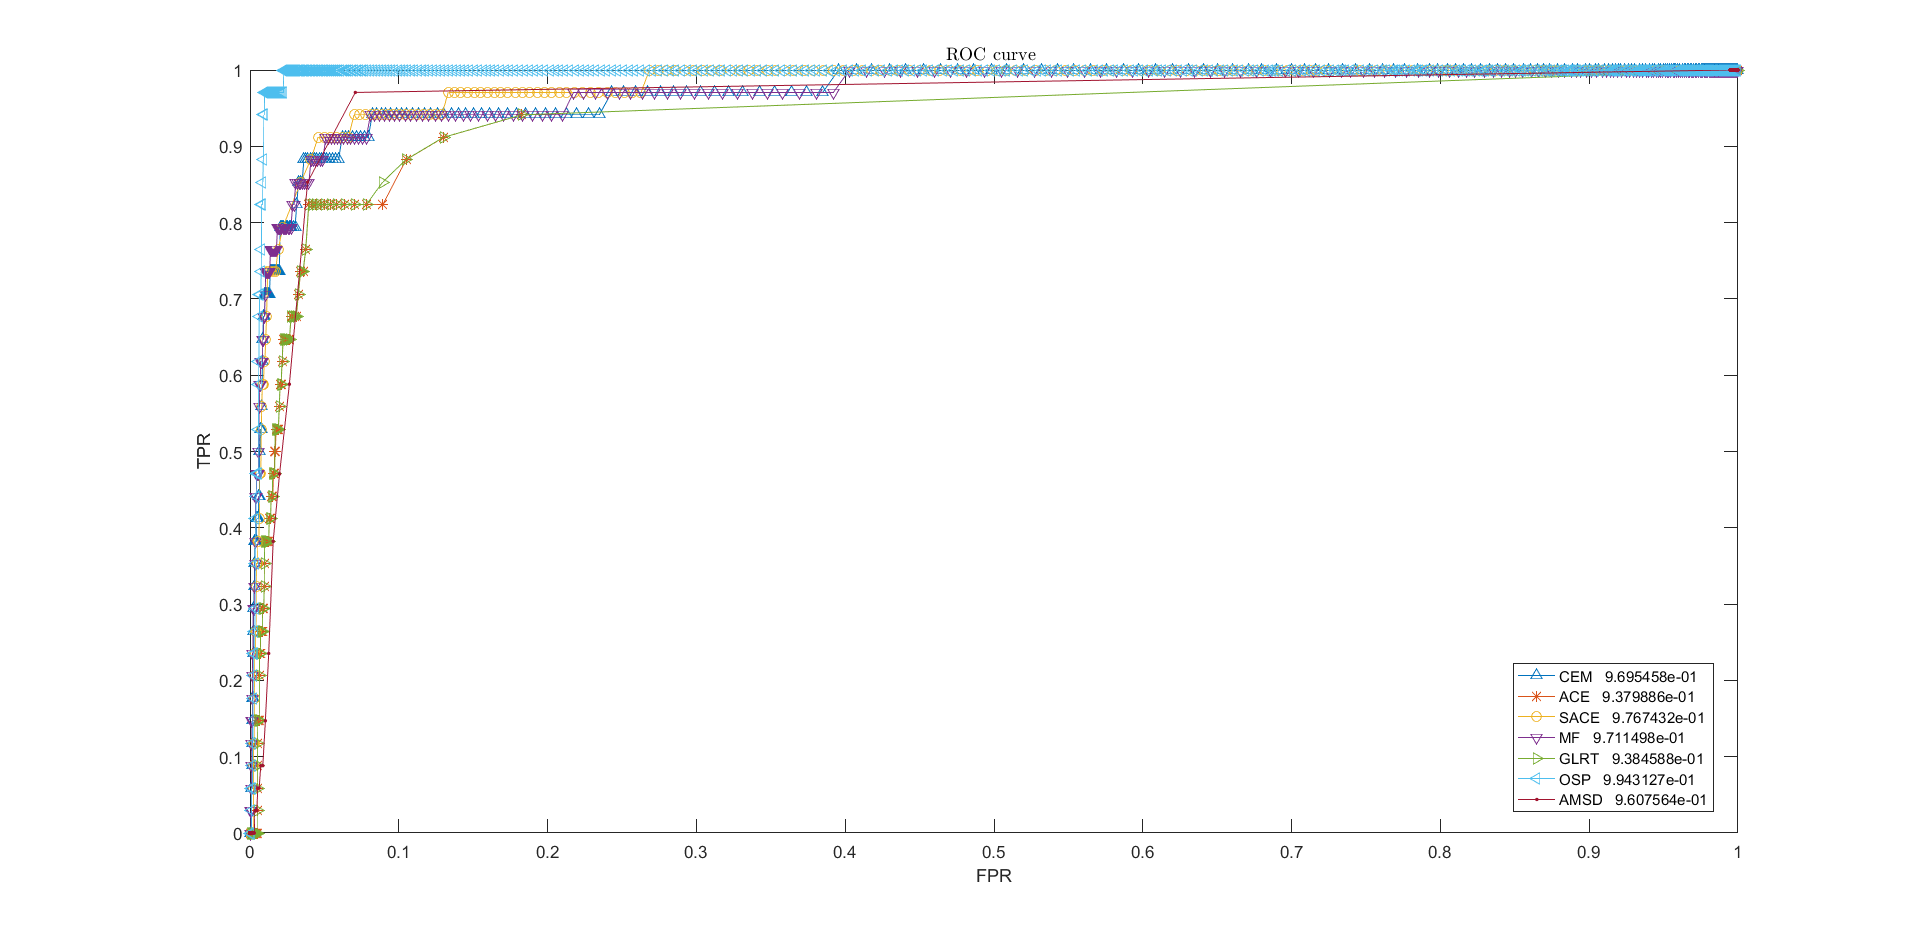 ROC curve
1
0.9
0.8
0.7
0.6
0.5
0.4
0.3
0.2
0.1
0
TPR
0 0.1 0.2 0.3 0.4 0.5 0.6 0.7 0.8 0.9 1
FPR
CEM 9.695458e-01
ACE 9.379886e-01
SACE 9.767432e-01
MF 9.711498e-01
GLRT 9.384588e-01
OSP 9.943127e-01
AMSD 9.607564e-01